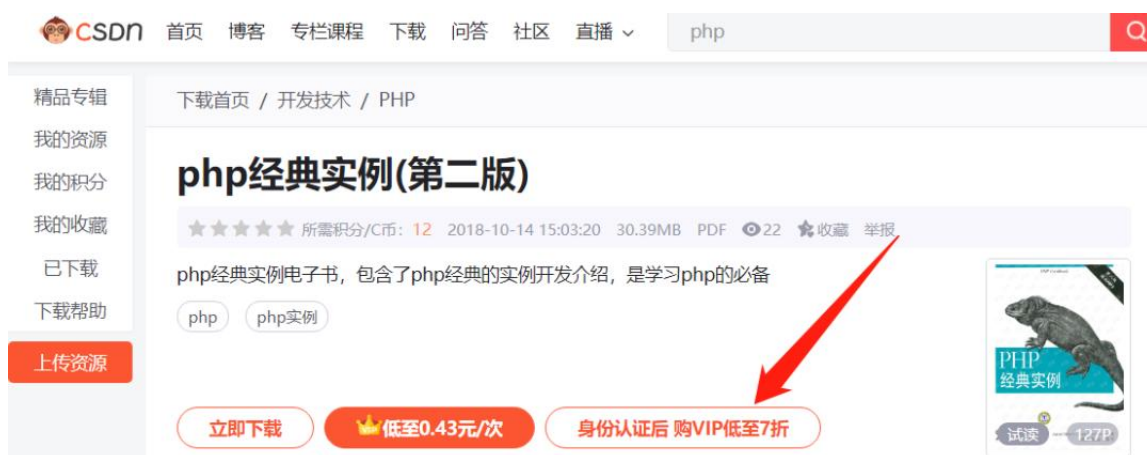 CSDN 首页 博客 专栏课程 下载 问答 社区 直播 php
精品专辑
我的资源
我的积分
我的收藏
已下载
下载帮助
上传资源
下载首页 / 开发技术 / PHP
php经典实例(第二版)
所需积分/C币：12 2018-10-14 15:03:20 30.39MB PDF 22 收藏 举报
php经典实例电子书，包含了php经典的实例开发介绍，是学习php的必备
php php实例
PHP
经典实例
试读 127P
立即下载 低至0.43元/次 身份认证后 购VIP低至7折